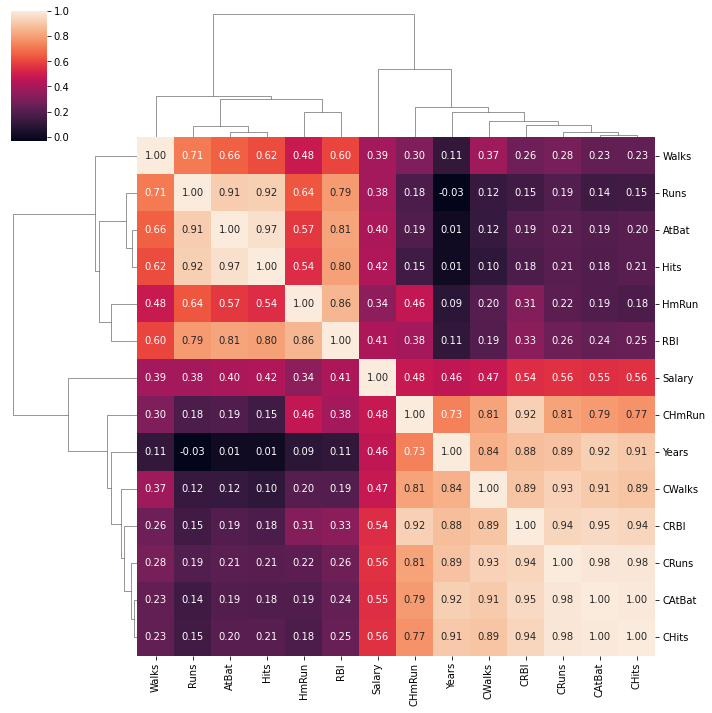 1.0
0.8
0.6
0.4
0.2
0.0
1.00 0.71 0.66 0.62 0.48 0.60 0.39 0.30 0.11 0.37 0.26 0.28 0.23 0.23 Walks
0.71 1.00 0.91 0.92 0.64 0.79 0.38 0.18 -0.03 0.12 0.15 0.19 0.14 0.15 Runs
0.66 0.91 1.00 0.97 0.57 0.81 0.40 0.19 0.01 0.12 0.19 0.21 0.19 0.20 AtBat
0.62 0.92 0.97 1.00 0.54 0.80 0.42 0.15 0.01 0.10 0.18 0.21 0.18 0.21 Hits
0.48 0.64 0.57 0.54 1.00 0.86 0.34 0.46 0.09 0.20 0.31 0.22 0.19 0.18 HmRun
0.60 0.79 0.81 0.80 0.86 1.00 0.41 0.38 0.11 0.19 0.33 0.26 0.24 0.25 RBI
0.39 0.38 0.40 0.42 0.34 0.41 1.00 0.48 0.46 0.47 0.54 0.56 0.55 0.56 Salary
0.30 0.18 0.19 0.15 0.46 0.38 0.48 1.00 0.73 0.81 0.92 0.81 0.79 0.77 CHmRun
0.11 -0.03 0.01 0.01 0.09 0.11 0.46 0.73 1.00 0.84 0.88 0.89 0.92 0.91 Years
0.37 0.12 0.12 0.10 0.20 0.19 0.47 0.81 0.84 1.00 0.89 0.93 0.91 0.89 CWalks
0.26 0.15 0.19 0.18 0.31 0.33 0.54 0.92 0.88 0.89 1.00 0.94 0.95 0.94 CRBI
0.28 0.19 0.21 0.21 0.22 0.26 0.56 0.81 0.89 0.93 0.94 1.00 0.98 0.98 CRuns
0.23 0.14 0.19 0.18 0.19 0.24 0.55 0.79 0.92 0.91 0.95 0.98 1.00 1.00 CAtBat
0.23 0.15 0.20 0.21 0.18 0.25 0.56 0.77 0.91 0.89 0.94 0.98 1.00 1.00 CHits
Walks Runs AtBat Hits HmRun RBI Salary CHmRun Years CWalks CRBI CRuns CAtBat CHits